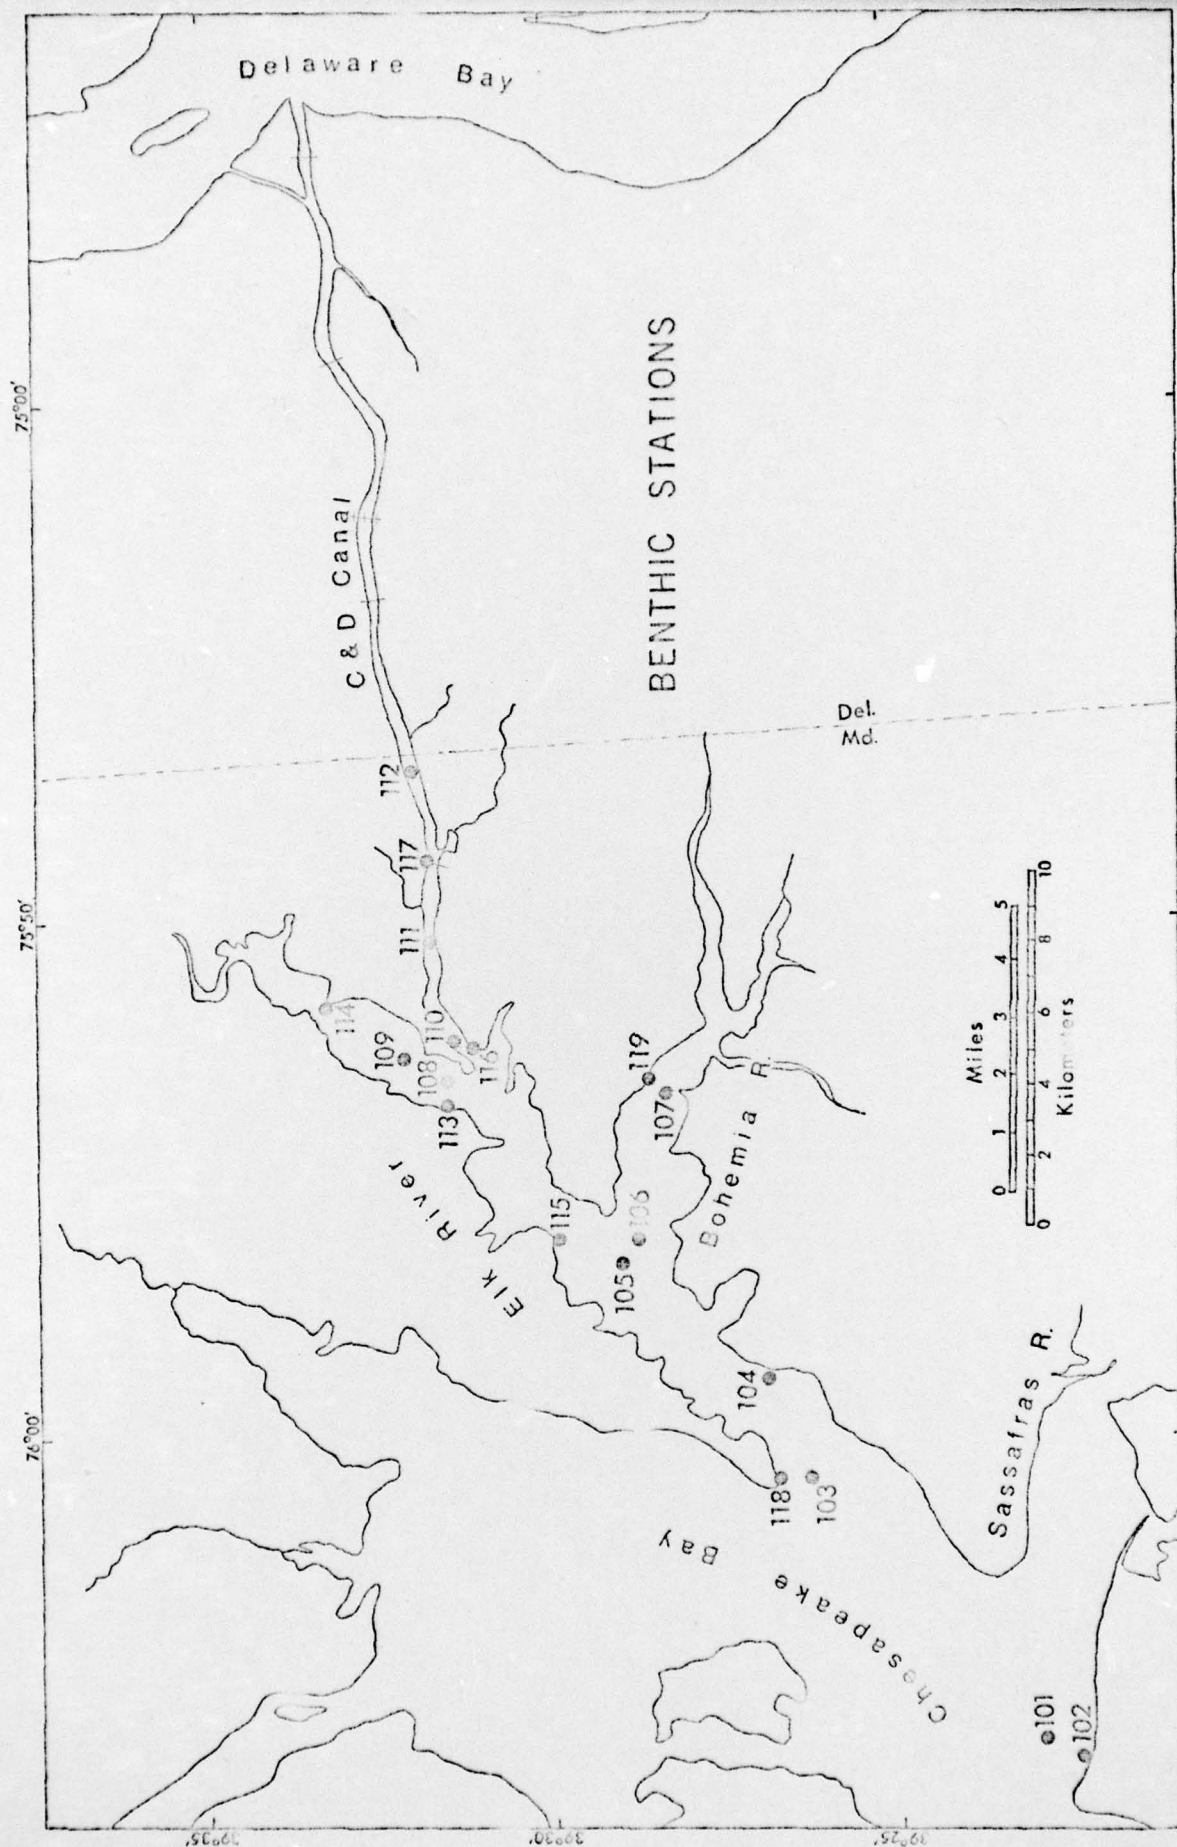 BENTHIC STATIONS
Delaware Bay
C & D Canal
Elk River
Bohemia R.
Sassafras R.
Chesapeake Bay
Del.
Md.
75°00'
75°50'
76°00'
39°35'
39°30'
39°25'
112
117
111
110
116
114
109
108
113
115
106
105
119
107
104
118
103
101
102
Miles
0 1 2 3 4 5
0 2 4 6 8 10
Kilometers